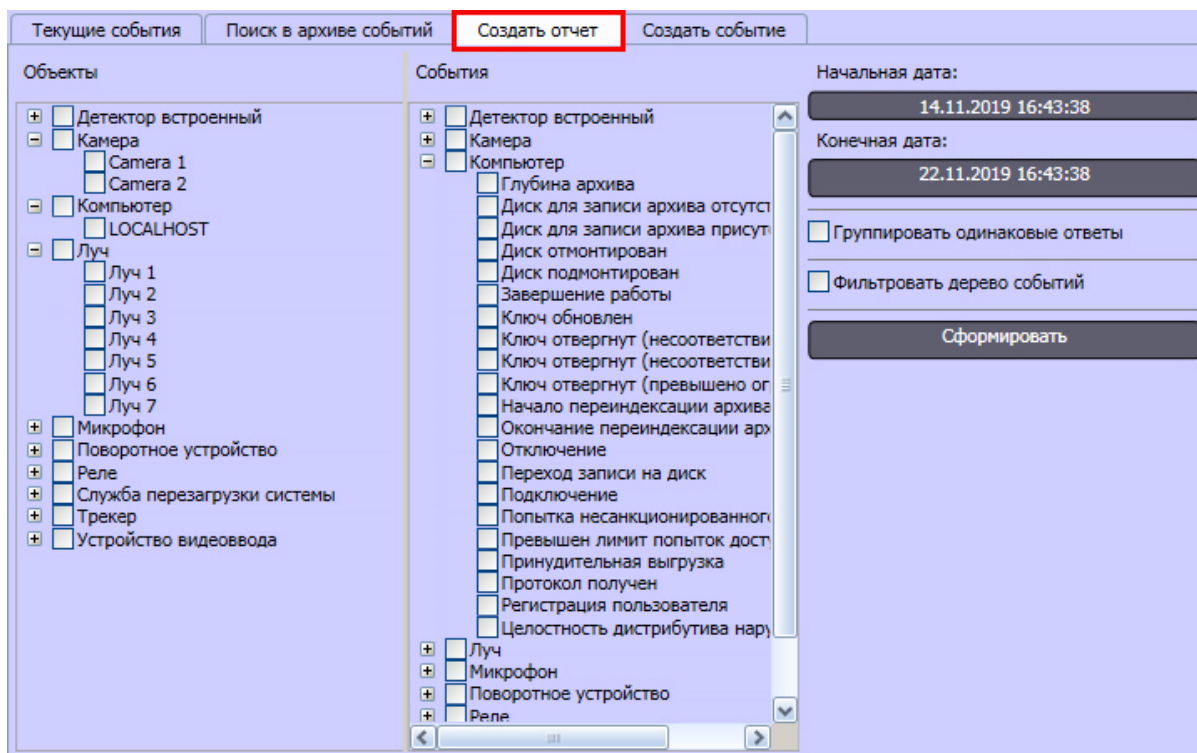 Текущие события
Поиск в архиве событий
Создать отчет
Создать событие
Объекты
Детектор встроенный
Камера
Camera 1
Camera 2
Компьютер
LOCALHOST
Луч
Луч 1
Луч 2
Луч 3
Луч 4
Луч 5
Луч 6
Луч 7
Микрофон
Поворотное устройство
Реле
Служба перезагрузки системы
Трекер
Устройство видеоввода
События
Детектор встроенный
Камера
Компьютер
Глубина архива
Диск для записи архива отсутст
Диск для записи архива присут
Диск отмонтирован
Диск подмонтирован
Завершение работы
Ключ обновлен
Ключ отвергнут (несоответстви
Ключ отвергнут (несоответстви
Ключ отвергнут (превышено ог
Начало переиндексации архива
Окончание переиндексации арх
Отключение
Переход записи на диск
Подключение
Попытка несанкционированног
Превышен лимит попыток дост
Принудительная выгрузка
Протокол получен
Регистрация пользователя
Целостность дистрибутива нару
Луч
Микрофон
Поворотное устройство
Реле
Начальная дата:
14.11.2019 16:43:38
Конечная дата:
22.11.2019 16:43:38
Группировать одинаковые ответы
Фильтровать дерево событий
Сформировать